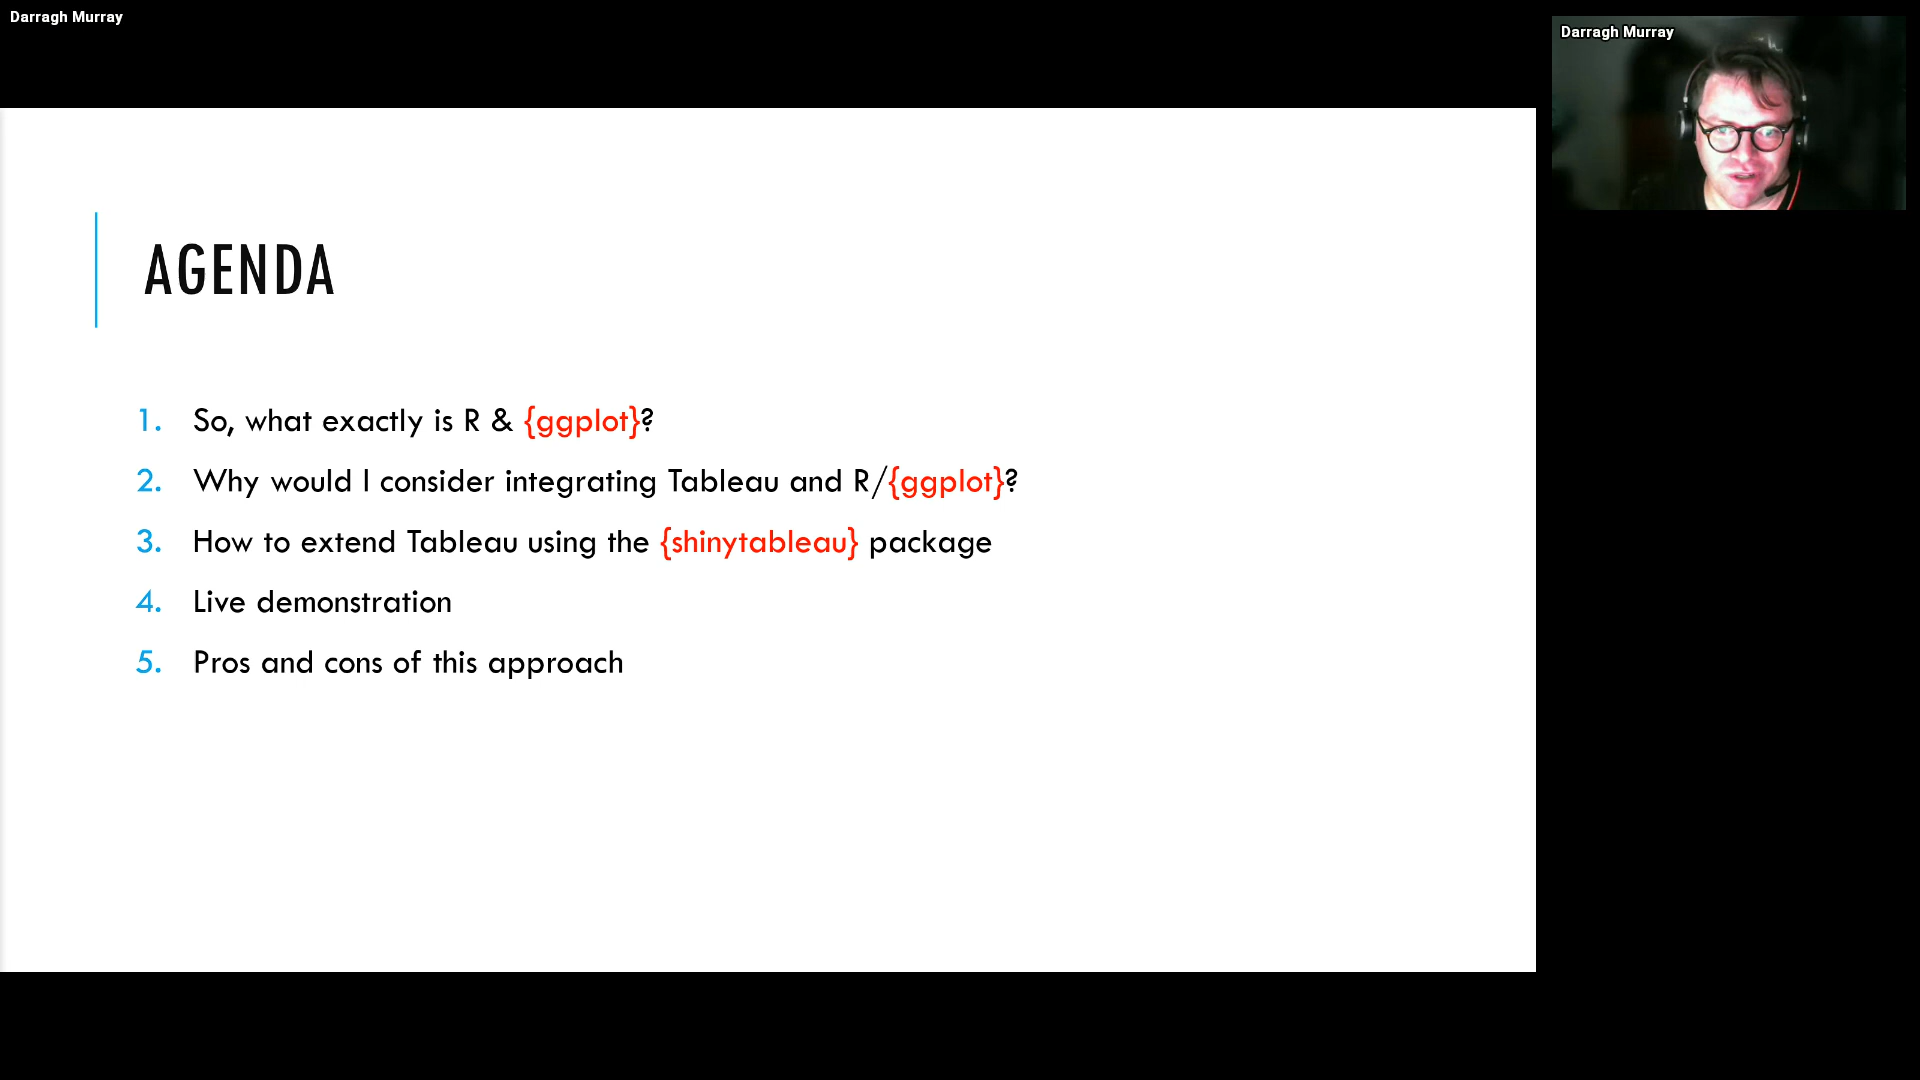 Darragh Murray
Darragh Murray
AGENDA
1. So, what exactly is R & {ggplot}?
2. Why would I consider integrating Tableau and R/{ggplot}?
3. How to extend Tableau using the {shinytableau} package
4. Live demonstration
5. Pros and cons of this approach